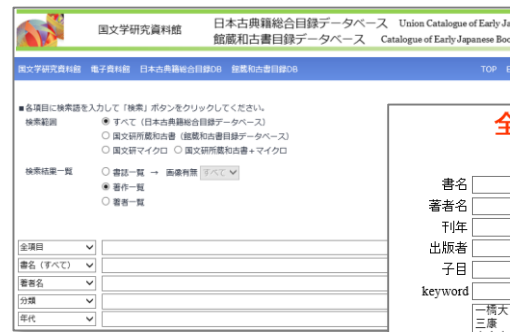 国文学研究資料館
日本古典籍総合目録データベース Union Catalogue of Early Ja
館蔵和古書目録データベース Catalogue of Early Japanese Boo
国文学研究資料館 電子資料館 日本古典籍総合目録DB 館蔵和古書目録DB TOP
■各項目に検索語を入力して「検索」ボタンをクリックしてください。
検索範囲 すべて（日本古典籍総合目録データベース）
国文研所蔵和古書（館蔵和古書目録データベース）
国文研マイクロ 国文研所蔵和古書+マイクロ
検索結果一覧 書誌一覧 → 画像有無 すべて
著作一覧
著者一覧
全項目
書名（すべて）
著者名
分類
年代
全
書名
著者名
刊年
出版者
子目
keyword
一橋大
三康